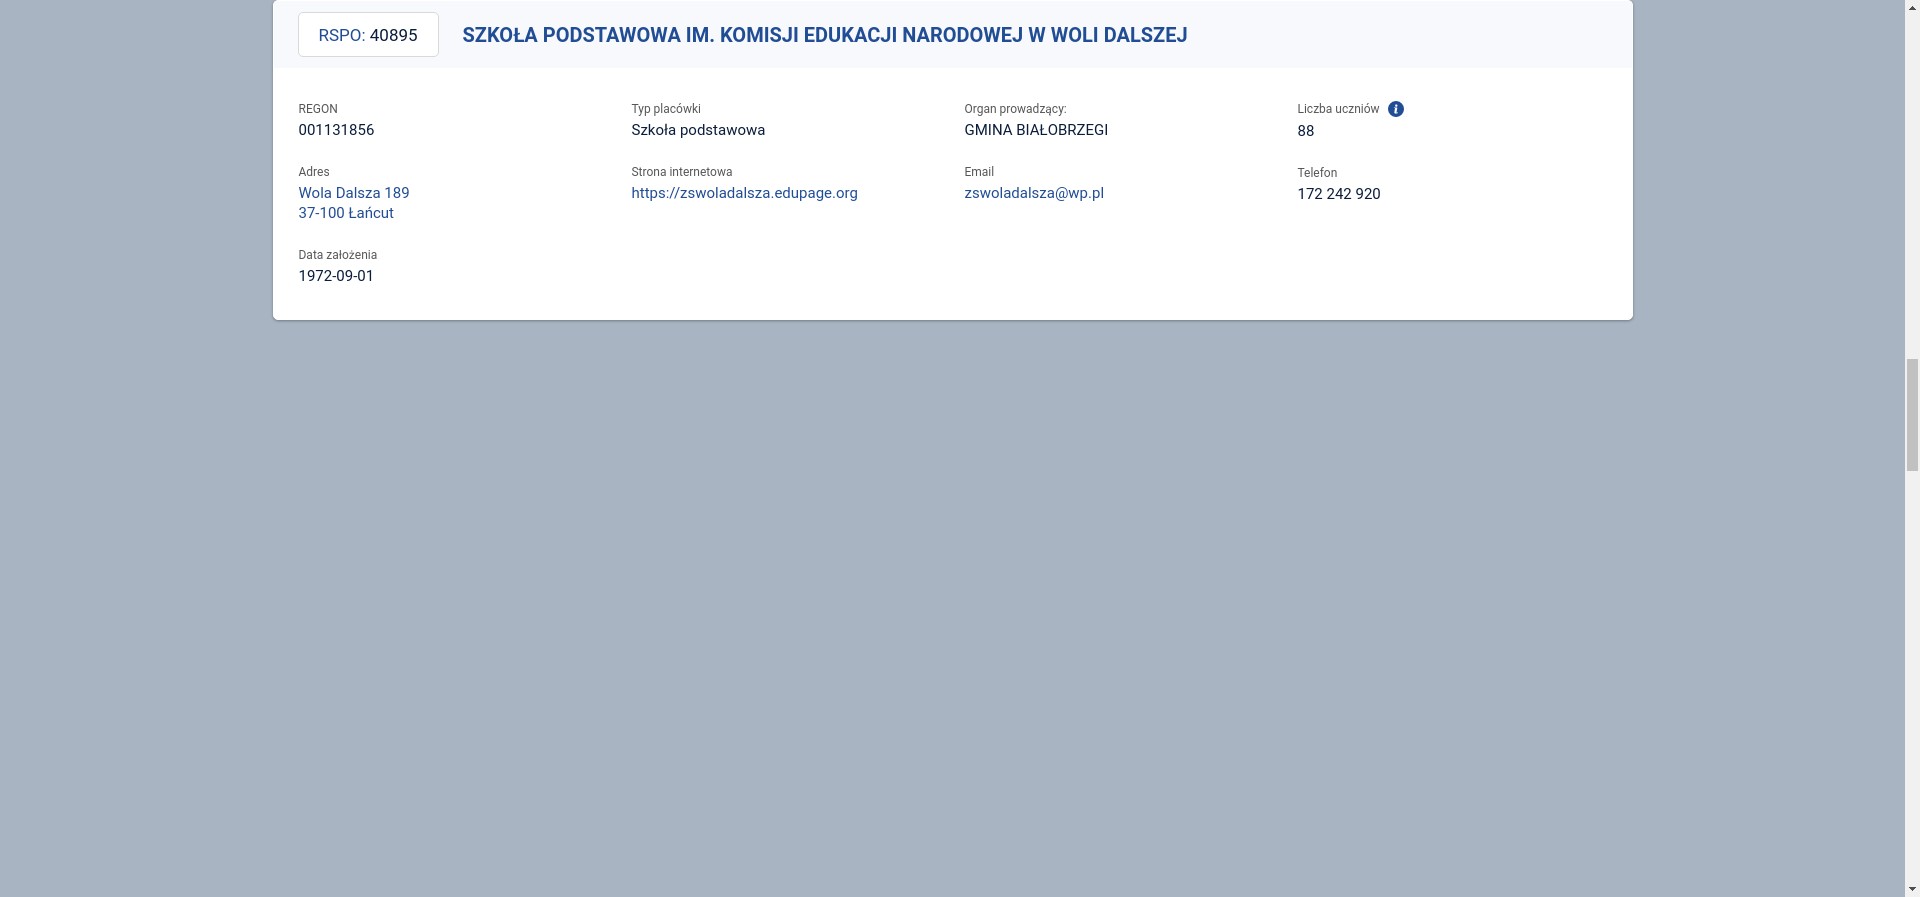 RSPO: 40895
SZKOŁA PODSTAWOWA IM. KOMISJI EDUKACJI NARODOWEJ W WOLI DALSZEJ
REGON
001131856
Typ placówki
Szkoła podstawowa
Organ prowadzący:
GMINA BIAŁOBRZEGI
Liczba uczniów
88
Adres
Wola Dalsza 189
37-100 Łańcut
Strona internetowa
https://zswoladalsza.edupage.org
Email
zswoladalsza@wp.pl
Telefon
172 242 920
Data założenia
1972-09-01